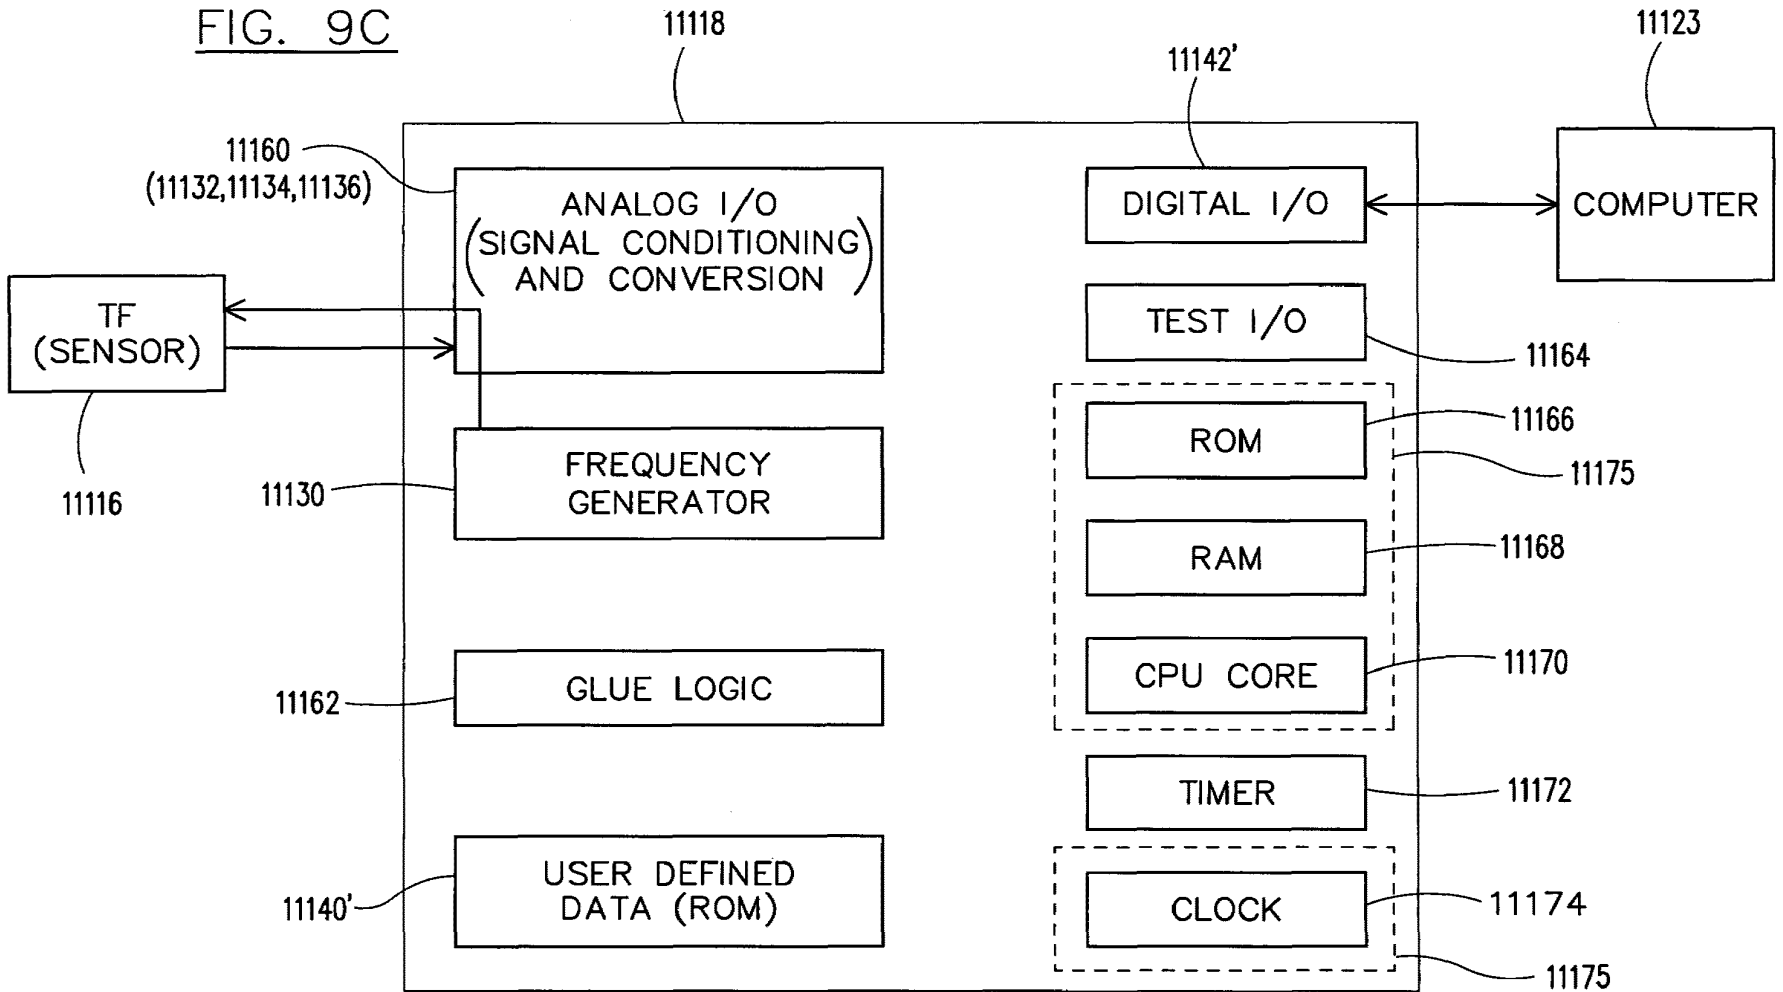 FIG. 9C
11118
11142'
11123
11160
(11132,11134,11136)
ANALOG I/O
(SIGNAL CONDITIONING
AND CONVERSION)
DIGITAL I/O
COMPUTER
TF
(SENSOR)
TEST I/O
11164
11116
11130
FREQUENCY
GENERATOR
ROM
11166
11175
RAM
11168
11162
GLUE LOGIC
CPU CORE
11170
TIMER
11172
11140'
USER DEFINED
DATA (ROM)
CLOCK
11174
11175